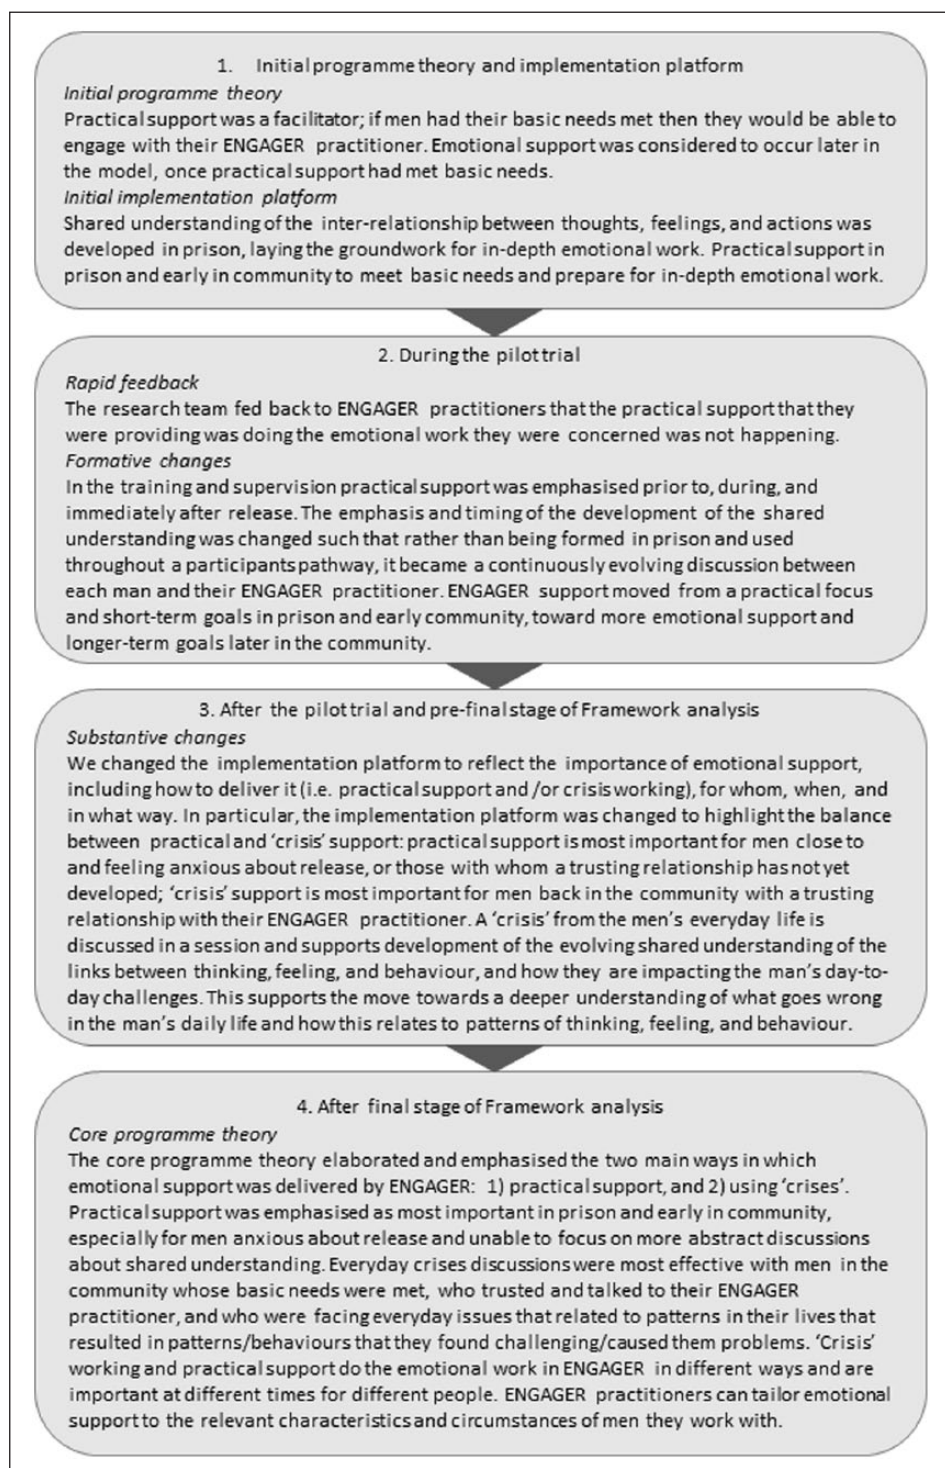 1. Initial programme theory and implementation platform
Initial programme theory
Practical support was a facilitator; if men had their basic needs met then they would be able to
engage with their ENGAGER practitioner. Emotional support was considered to occur later in
the model, once practical support had met basic needs.
Initial implementation platform
Shared understanding of the inter-relationship between thoughts, feelings, and actions was
developed in prison, laying the groundwork for in-depth emotional work. Practical support in
prison and early in community to meet basic needs and prepare for in-depth emotional work.
2. During the pilot trial
Rapid feedback
The research team fed back to ENGAGER practitioners that the practical support that they
were providing was doing the emotional work they were concerned was not happening.
Formative changes
In the training and supervision practical support was emphasised prior to, during, and
immediately after release. The emphasis and timing of the development of the shared
understanding was changed such that rather than being formed in prison and used
throughout a participants pathway, it became a continuously evolving discussion between
each man and their ENGAGER practitioner. ENGAGER support moved from a practical focus
and short-term goals in prison and early community, toward more emotional support and
longer-term goals later in the community.
3. After the pilot trial and pre-final stage of Framework analysis
Substantive changes
We changed the implementation platform to reflect the importance of emotional support,
including how to deliver it (i.e. practical support and /or crisis working), for whom, when, and
in what way. In particular, the implementation platform was changed to highlight the balance
between practical and ‘crisis’ support: practical support is most important for men close to
and feeling anxious about release, or those with whom a trusting relationship has not yet
developed; ‘crisis’ support is most important for men back in the community with a trusting
relationship with their ENGAGER practitioner. A ‘crisis’ from the men’s everyday life is
discussed in a session and supports development of the evolving shared understanding of the
links between thinking, feeling, and behaviour, and how they are impacting the man’s day-to-
day challenges. This supports the move towards a deeper understanding of what goes wrong
in the man’s daily life and how this relates to patterns of thinking, feeling, and behaviour.
4. After final stage of Framework analysis
Core programme theory
The core programme theory elaborated and emphasised the two main ways in which
emotional support was delivered by ENGAGER: 1) practical support, and 2) using ‘crises’.
Practical support was emphasised as most important in prison and early in community,
especially for men anxious about release and unable to focus on more abstract discussions
about shared understanding. Everyday crises discussions were most effective with men in the
community whose basic needs were met, who trusted and talked to their ENGAGER
practitioner, and who were facing everyday issues that related to patterns in their lives that
resulted in patterns/behaviours that they found challenging/caused them problems. ‘Crisis’
working and practical support do the emotional work in ENGAGER in different ways and are
important at different times for different people. ENGAGER practitioners can tailor emotional
support to the relevant characteristics and circumstances of men they work with.